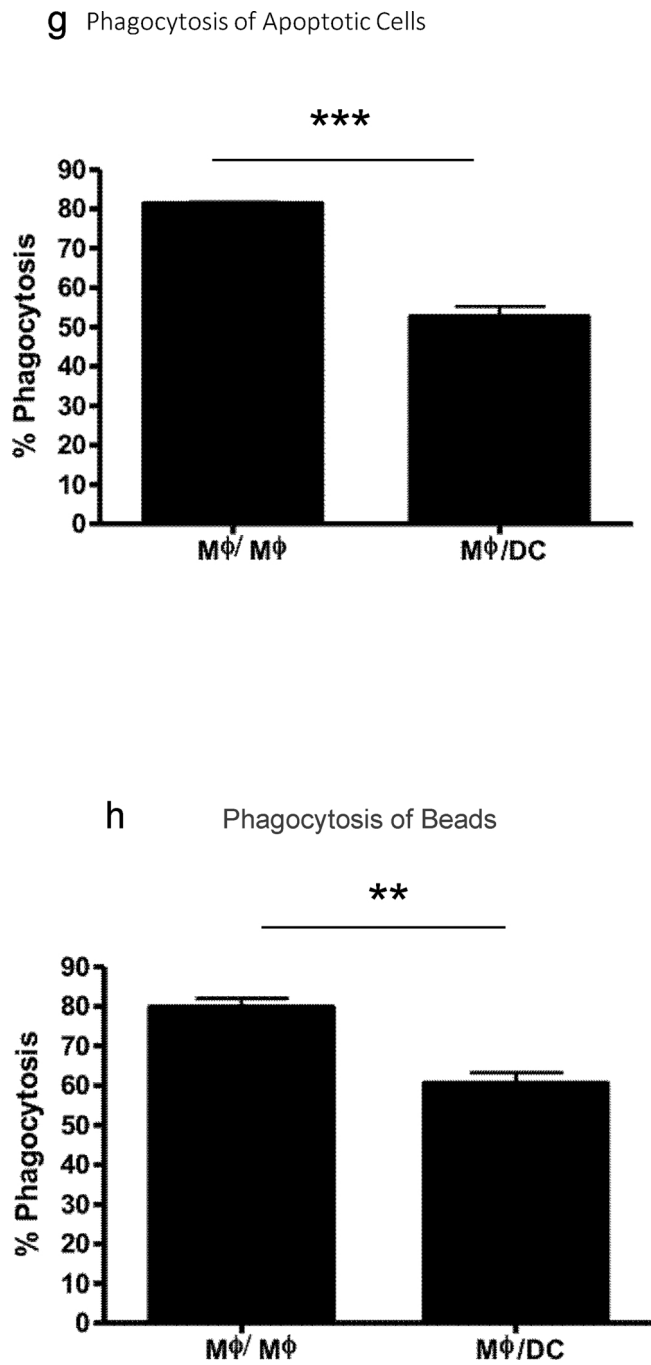 g Phagocytosis of Apoptotic Cells
***
90
80
70
60
50
40
30
20
10
0
% Phagocytosis
Mϕ/ Mϕ
Mϕ/DC
h Phagocytosis of Beads
**
90
80
70
60
50
40
30
20
10
0
% Phagocytosis
Mϕ/ Mϕ
Mϕ/DC